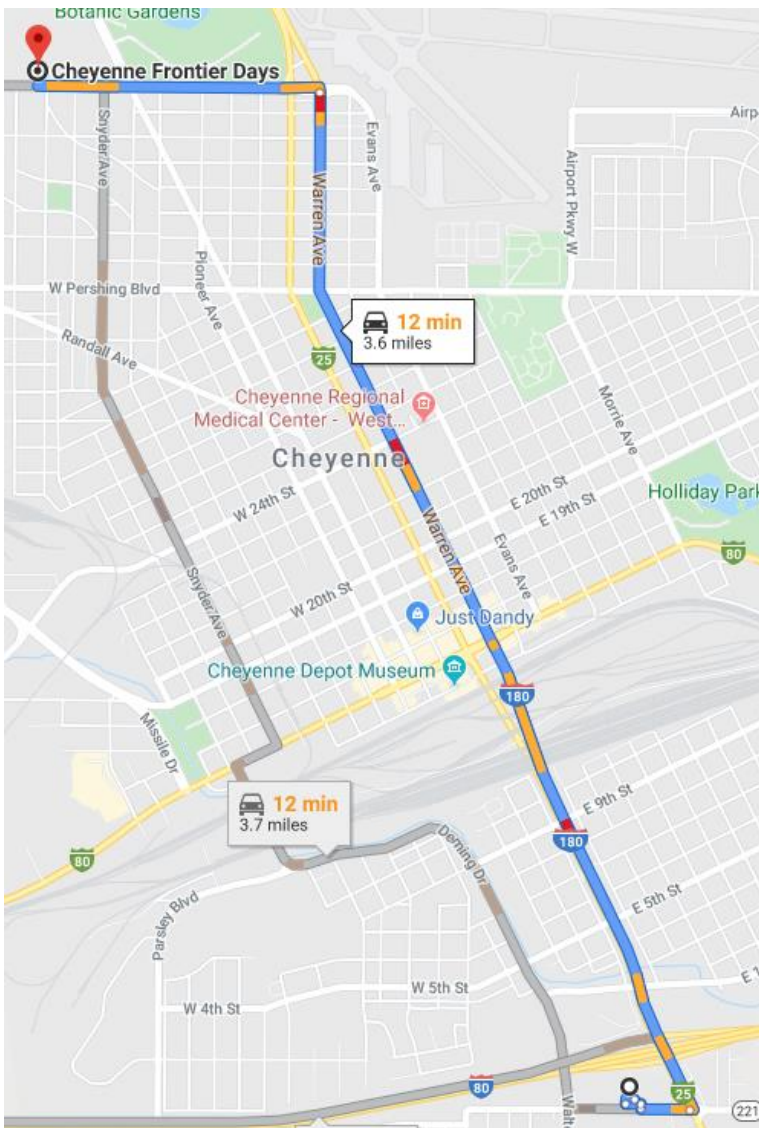 Botanic Gardens
Cheyenne Frontier Days
Snyder Ave
Evans Ave
Airp
Airport Pkwy W
Warren Ave
Pioneer Ave
W Pershing Blvd
12 min
3.6 miles
Randall Ave
25
Cheyenne Regional
Medical Center - West...
Morrie Ave
Cheyenne
W 24th St
E 20th St
E 19th St
Holliday Park
Warren Ave
80
Evans Ave
Snyder Ave
W 20th St
Just Dandy
Cheyenne Depot Museum
180
Missile Dr
12 min
3.7 miles
E 9th St
180
80
Deming Dr
Parsley Blvd
E 5th St
E 1
W 5th St
W 4th St
80
25
Walte
221